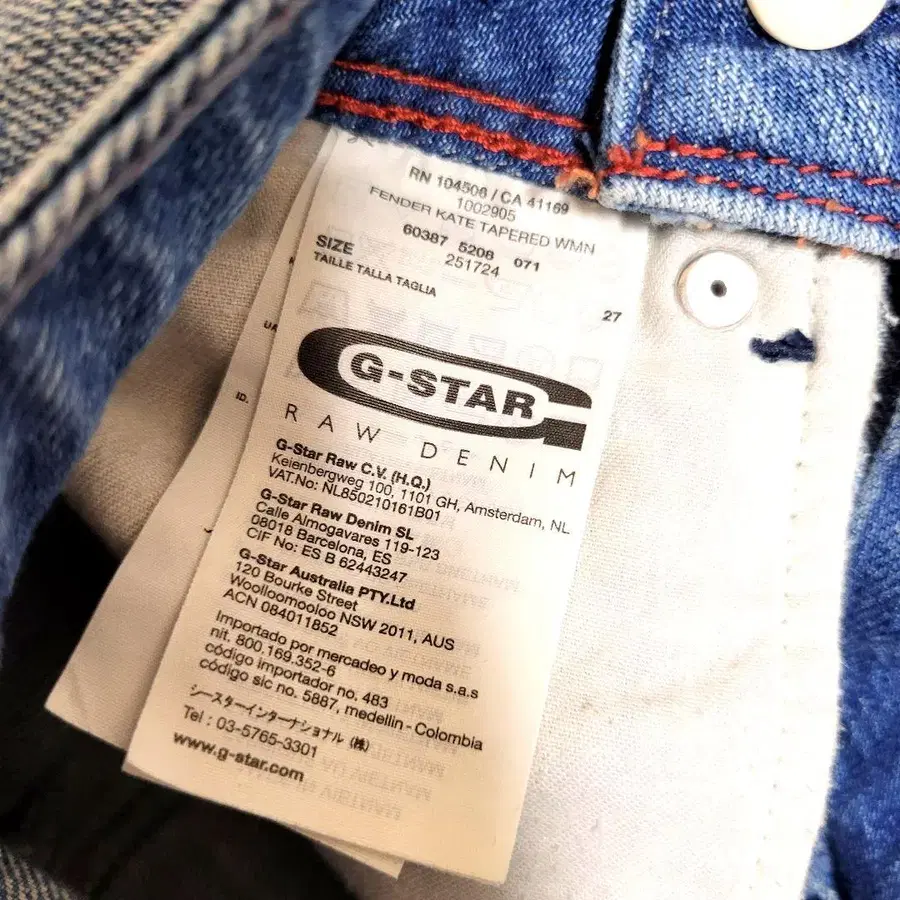 RN 104506 / CA 41169
1002905
FENDER KATE TAPERED WMN
60387 5208 071
251724
SIZE
TAILLE TALLA TAGLIA
27
G-STAR
RAW DENIM
G-Star Raw C.V. (H.Q.)
Keienbergweg 100, 1101 GH, Amsterdam, NL
VAT.No: NL850210161B01
G-Star Raw Denim SL
Calle Almogavares 119-123
08018 Barcelona, ES
CIF No: ES B 62443247
G-Star Australia PTY.Ltd
120 Bourke Street
Woolloomooloo NSW 2011, AUS
ACN 084011852
Importado por mercadeo y moda s.a.s
nit. 800.169.352-6
código importador no. 483
código sic no. 5887, medellin - Colombia
ジースターインターナショナル (株)
Tel : 03-5765-3301
www.g-star.com
ID.